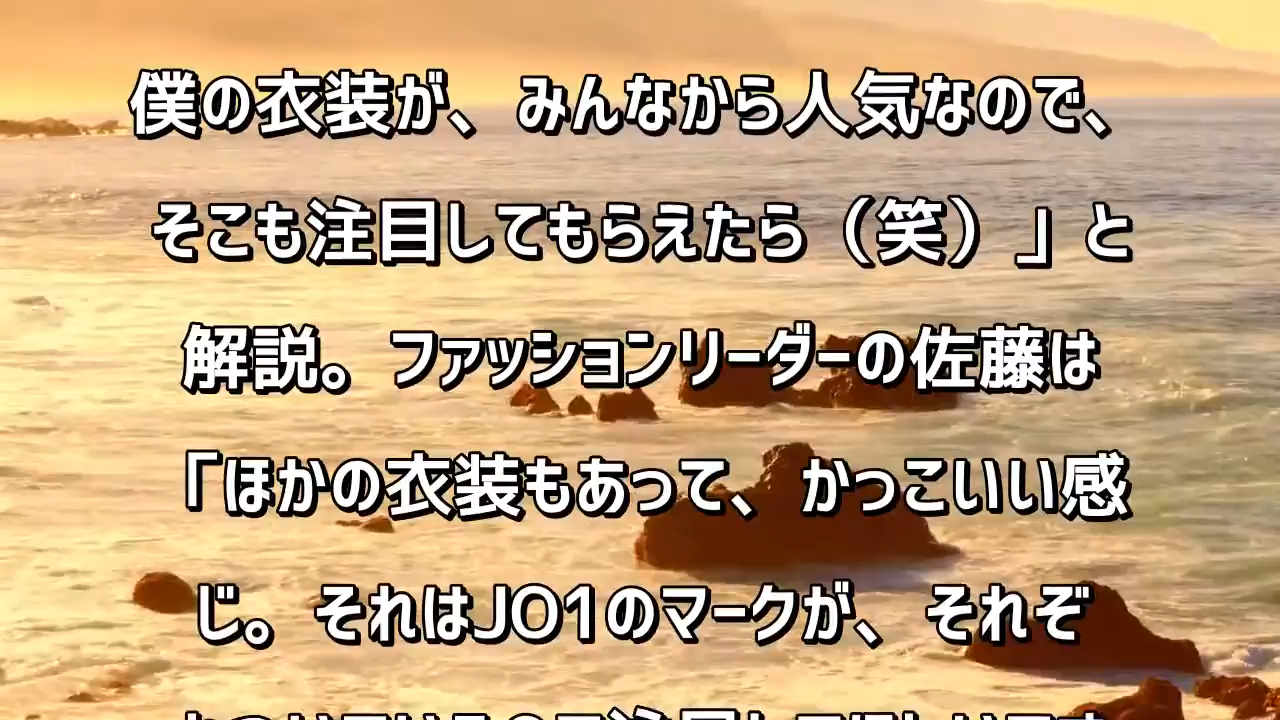 僕の衣装が、みんなから人気なので、
そこも注目してもらえたら（笑）」と
解説。ファッションリーダーの佐藤は
「ほかの衣装もあって、かっこいい感
じ。それはJO1のマークが、それぞ